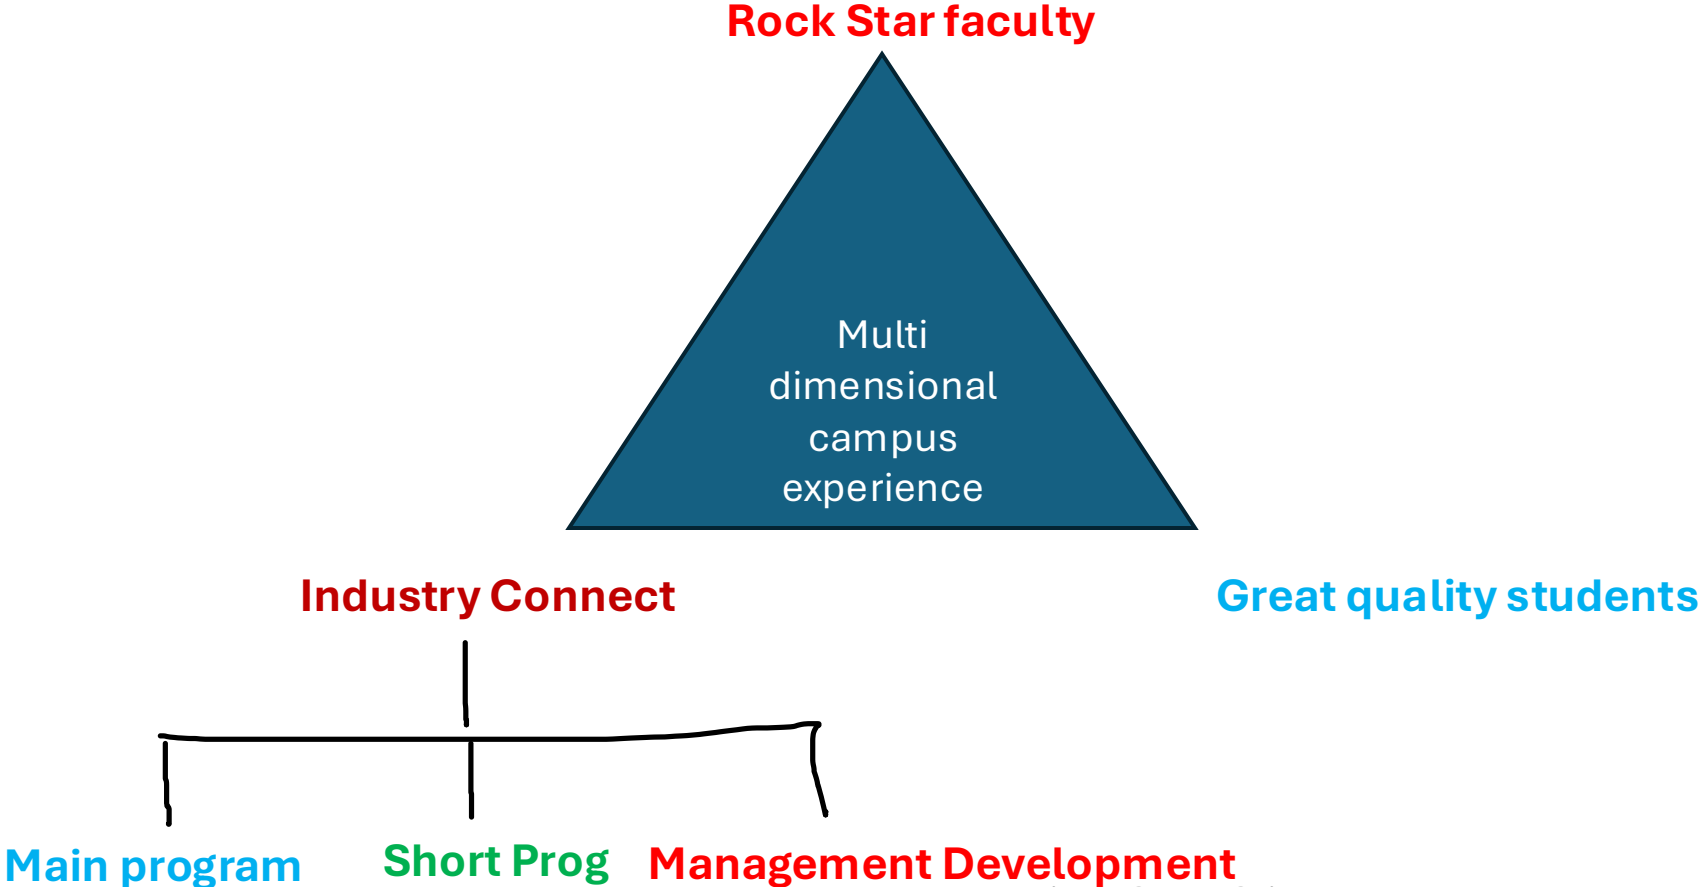 Rock Star faculty
Multi
dimensional
campus
experience
Industry Connect
Great quality students
Main program
Short Prog
Management Development